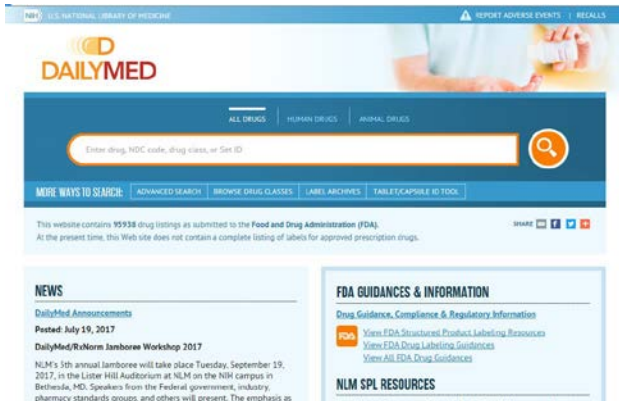 NIH U.S. NATIONAL LIBRARY OF MEDICINE
REPORT ADVERSE EVENTS | RECALLS
DAILYMED
ALL DRUGS
HUMAN DRUGS
ANIMAL DRUGS
Enter drug, NDC code, drug class, or Set ID
MORE WAYS TO SEARCH:
ADVANCED SEARCH
BROWSE DRUG CLASSES
LABEL ARCHIVES
TABLET/CAPSULE ID TOOL
This website contains 95938 drug listings as submitted to the Food and Drug Administration (FDA).
At the present time, this Web site does not contain a complete listing of labels for approved prescription drugs.
SHARE
NEWS
DailyMed Announcements
Posted: July 19, 2017
DailyMed/RxNorm Jamboree Workshop 2017
NLM's 5th annual Jamboree will take place Tuesday, September 19,
2017, in the Lister Hill Auditorium at NLM on the NIH campus in
Bethesda, MD. Speakers from the Federal government, industry,
pharmacy standards groups, and others will present. The emphasis as
FDA GUIDANCES & INFORMATION
Drug Guidance, Compliance & Regulatory Information
FDA
View FDA Structured Product Labeling Resources
View FDA Drug Labeling Guidances
View All FDA Drug Guidances
NLM SPL RESOURCES